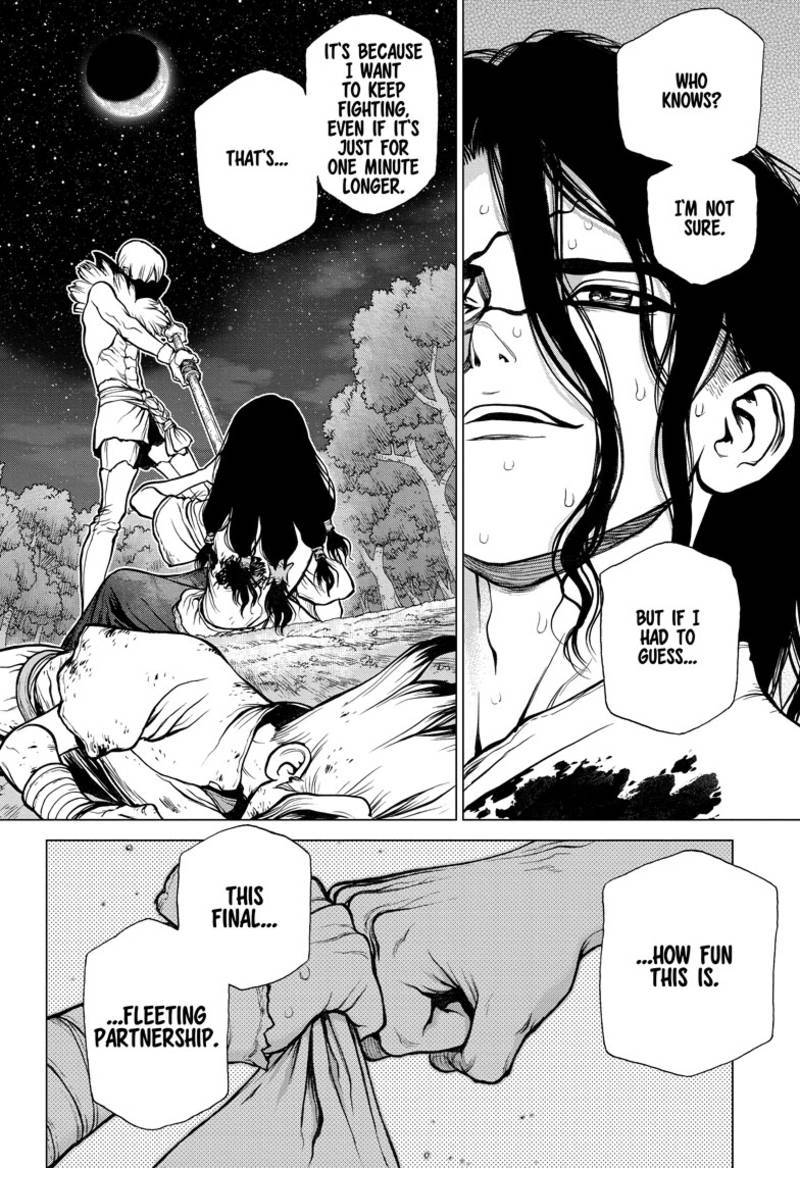 WHO
KNOWS?
I'M NOT
SURE.
BUT IF I
HAD TO
GUESS...
IT'S BECAUSE
I WANT
TO KEEP
FIGHTING,
EVEN IF IT'S
JUST FOR
ONE MINUTE
LONGER.
THAT'S...
...HOW FUN
THIS IS.
THIS
FINAL...
...FLEETING
PARTNERSHIP.